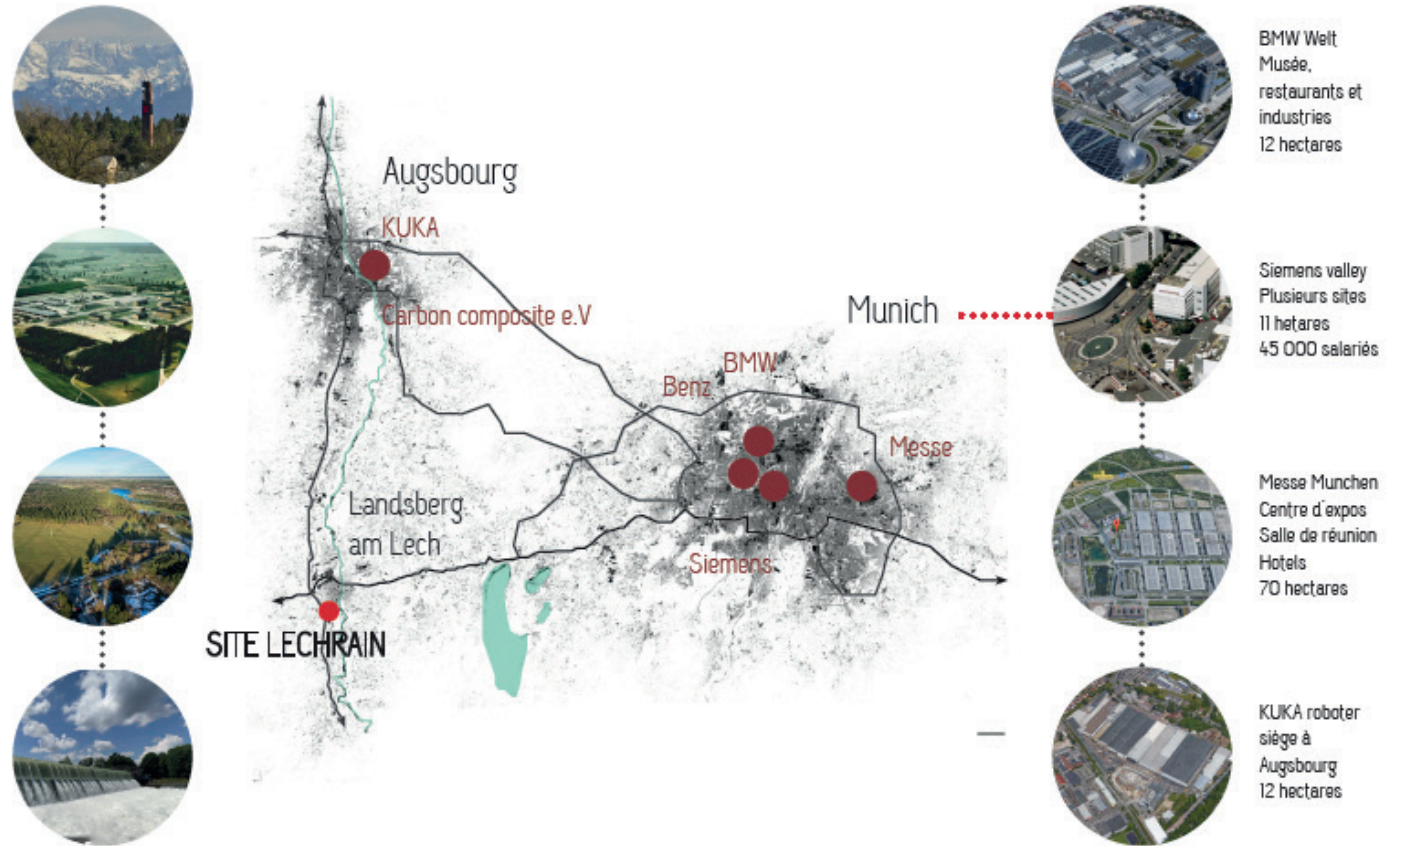 Augsbourg
KUKA
Carbon composite e.V
Munich
BMW
Benz
Messe
Landsberg
am Lech
Siemens
SITE LECHRAIN
BMW Welt
Musée,
restaurants et
industries
12 hectares
Siemens valley
Plusieurs sites
11 hetares
45 000 salariés
Messe Munchen
Centre d'expos
Salle de réunion
Hotels
70 hectares
KUKA roboter
siège à
Augsbourg
12 hectares